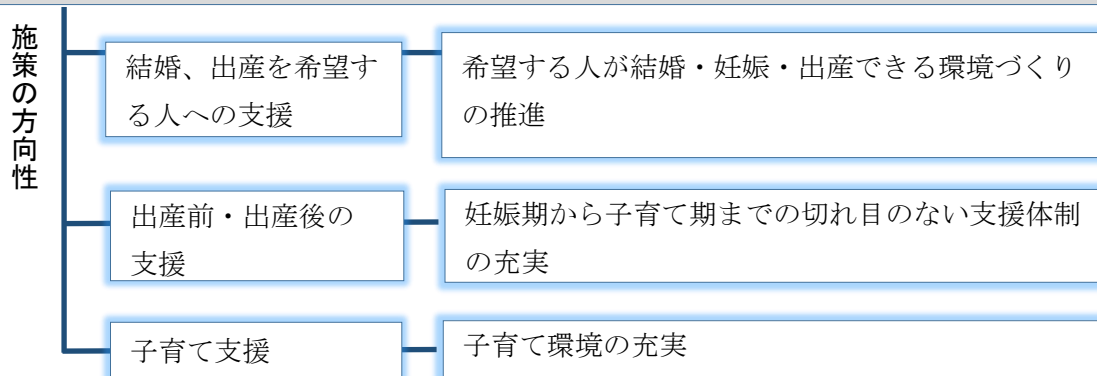 施策の方向性
結婚、出産を希望す
る人への支援
希望する人が結婚・妊娠・出産できる環境づくり
の推進
出産前・出産後の
支援
妊娠期から子育て期までの切れ目のない支援体制
の充実
子育て支援
子育て環境の充実